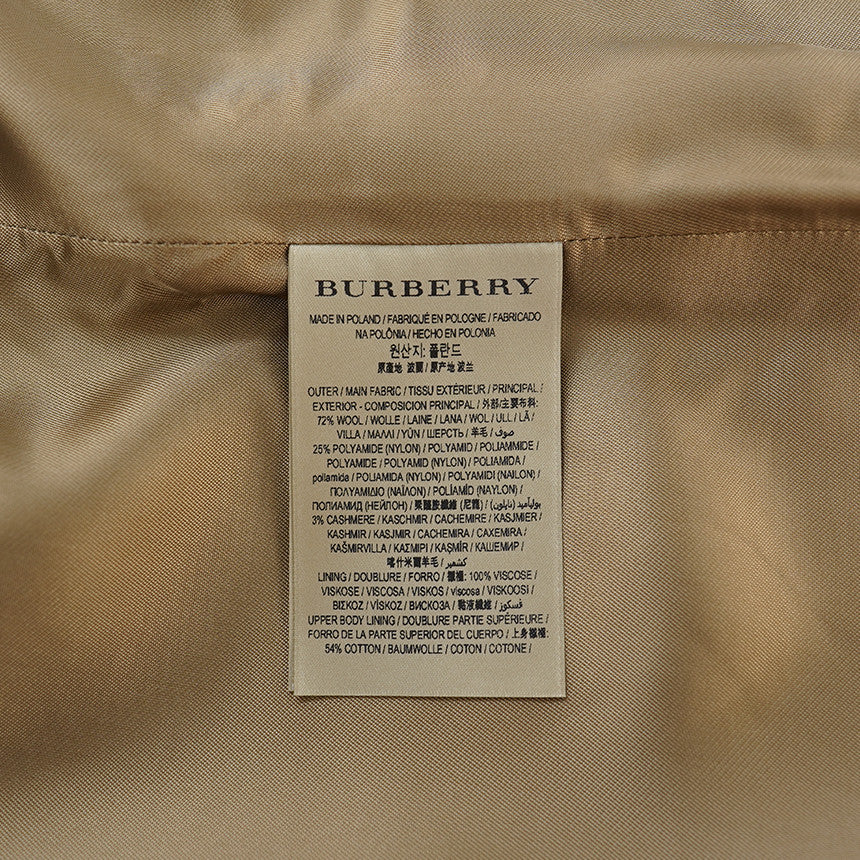 BURBERRY
MADE IN POLAND / FABRIQUÉ EN POLOGNE / FABRICADO
NA POLÔNIA / HECHO EN POLONIA
원산지: 폴란드
原產地 波蘭 / 原产地 波兰
OUTER / MAIN FABRIC / TISSU EXTÉRIEUR / PRINCIPAL /
EXTERIOR - COMPOSICION PRINCIPAL / 外部/主要布料:
72% WOOL / WOLLE / LAINE / LANA / WOL / ULL / LÃ /
VILLA / ΜΑΛΛΙ / YÜN / ШЕРСТЬ / 羊毛 / صوف /
25% POLYAMIDE (NYLON) / POLYAMID / POLIAMMIDE /
POLYAMIDE / POLYAMID (NYLON) / POLIAMIDA /
poliamida / POLIAMIDA (NYLON) / POLYAMIDI (NAILON) /
ΠΟΛΥΑΜΙΔΙΟ (ΝΑΪΛΟΝ) / POLİAMİD (NAYLON) /
ПОЛИАМИД (НЕЙЛОН) / 聚醯胺纖維 (尼龍) / بوليأميد (نايلون) /
3% CASHMERE / KASCHMIR / CACHEMIRE / KASJMIER /
KASHMIR / KASJMIR / CACHEMIRA / CAXEMIRA /
KAŠMIRVILLA / ΚΑΣΜΙΡΙ / KAŞMİR / КАШЕМИР /
喀什米爾羊毛 / كشمير /
LINING / DOUBLURE / FORRO / 襯裡: 100% VISCOSE /
VISKOSE / VISCOSA / VISKOS / viscosa / VISKOOSI /
ΒΙΣΚΟΖ / VİSKOZ / ВИСКОЗА / 黏液纖維 / فسكوز /
UPPER BODY LINING / DOUBLURE PARTIE SUPÉRIEURE /
FORRO DE LA PARTE SUPERIOR DEL CUERPO / 上身襯裡:
54% COTTON / BAUMWOLLE / COTON / COTONE /